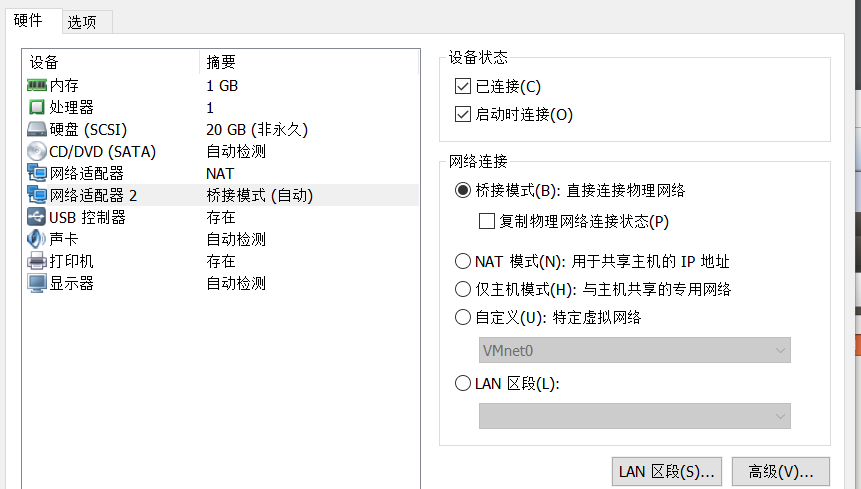 硬件 选项
设备 摘要
内存 1 GB
处理器 1
硬盘 (SCSI) 20 GB (非永久)
CD/DVD (SATA) 自动检测
网络适配器 NAT
网络适配器 2 桥接模式 (自动)
USB 控制器 存在
声卡 自动检测
打印机 存在
显示器 自动检测
设备状态
已连接(C)
启动时连接(O)
网络连接
桥接模式(B): 直接连接物理网络
复制物理网络连接状态(P)
NAT 模式(N): 用于共享主机的 IP 地址
仅主机模式(H): 与主机共享的专用网络
自定义(U): 特定虚拟网络
VMnet0
LAN 区段(L):
LAN 区段(S)... 高级(V)...